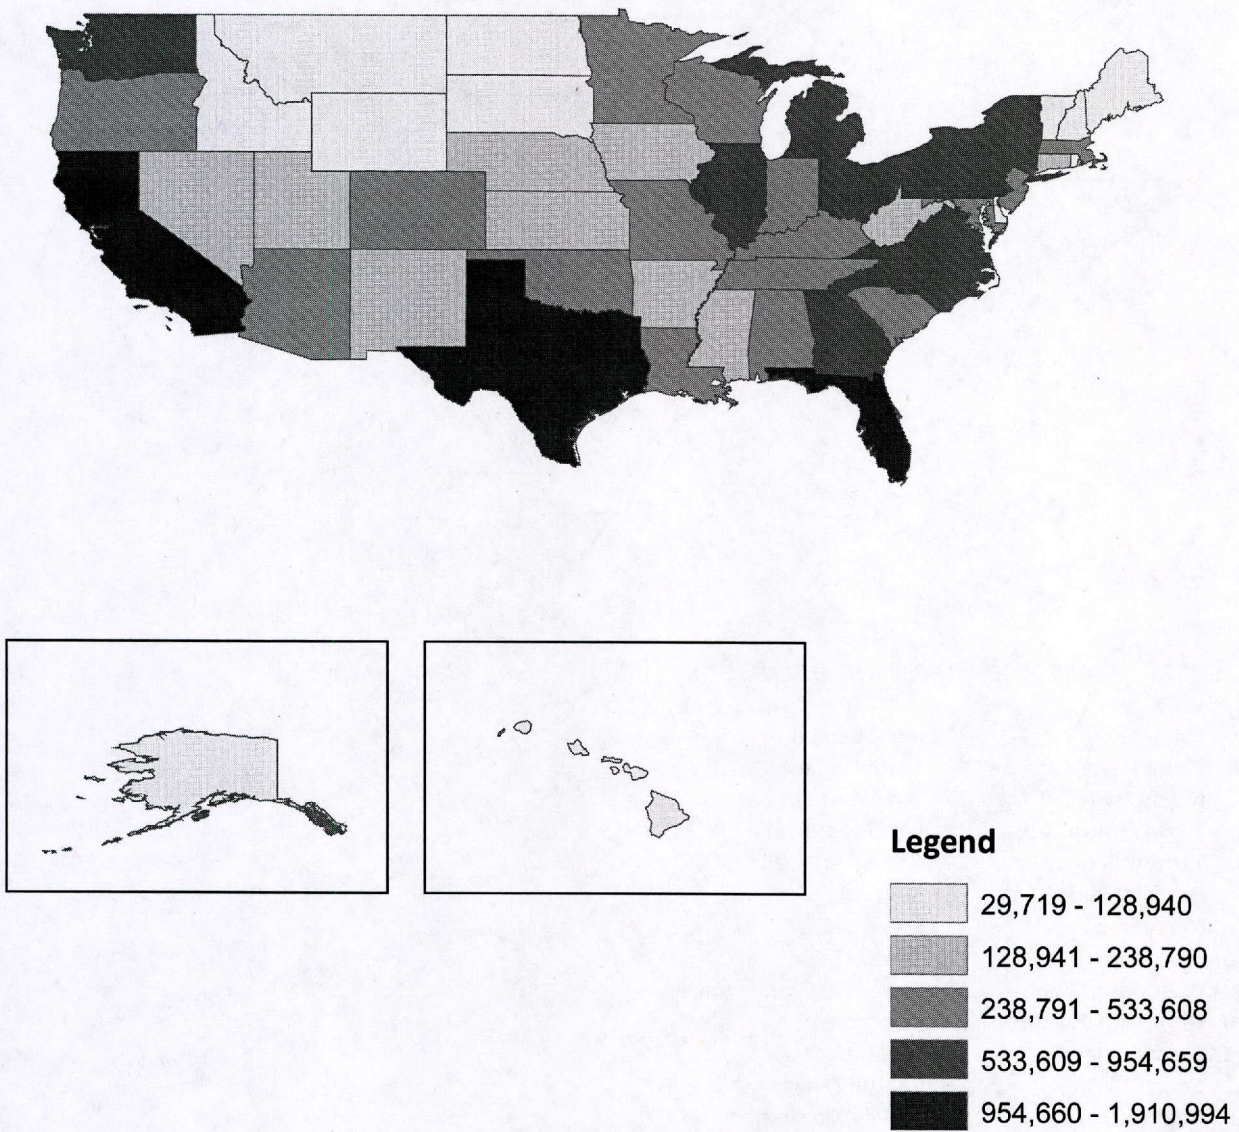 Legend
29,719 - 128,940
128,941 - 238,790
238,791 - 533,608
533,609 - 954,659
954,660 - 1,910,994